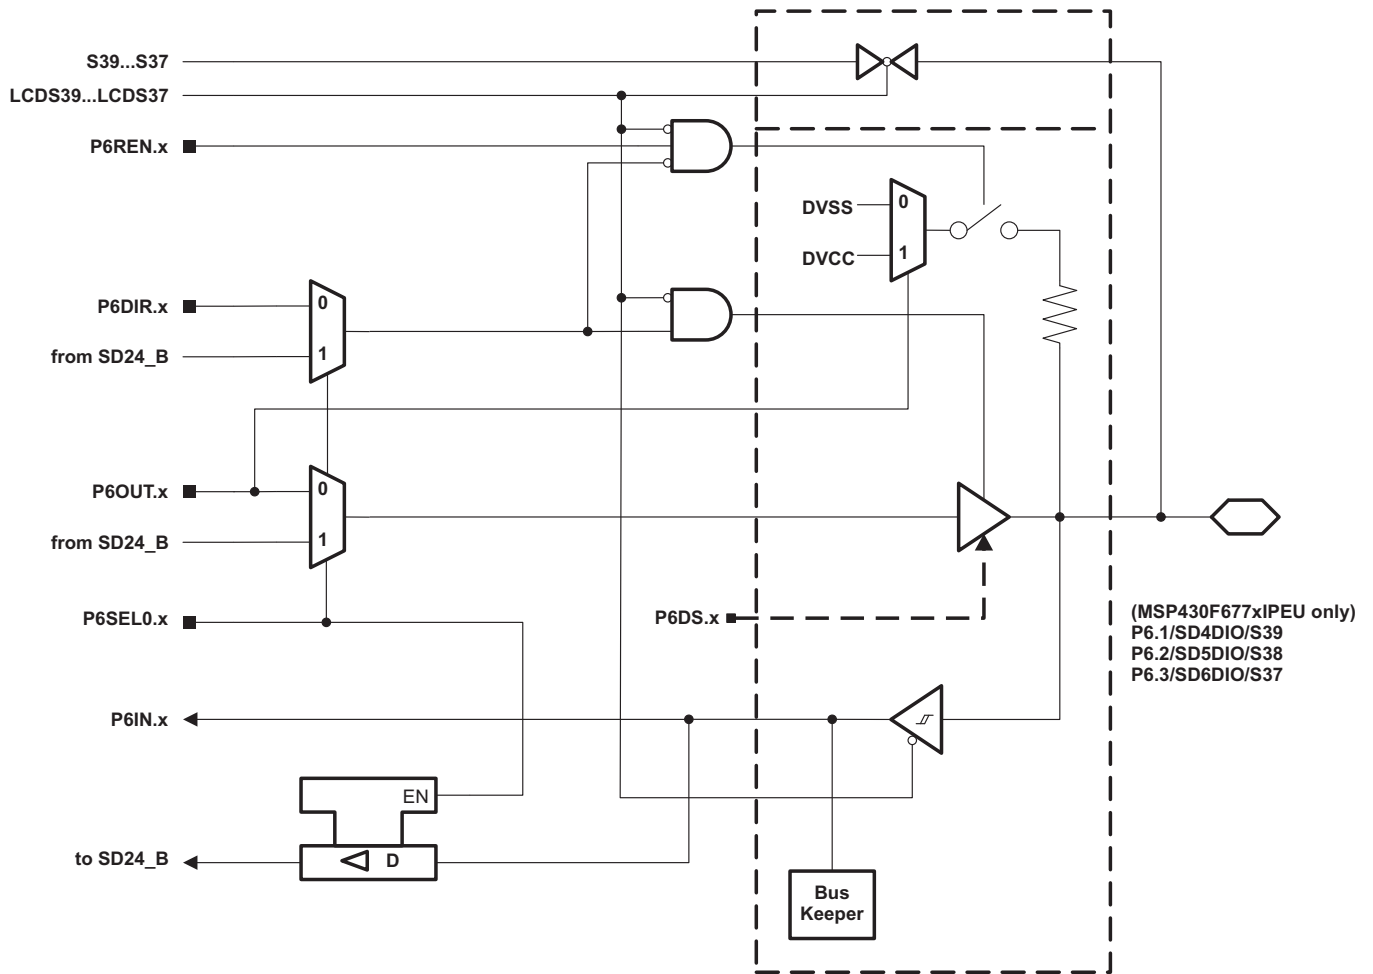 S39...S37
LCDS39...LCDS37
P6REN.x
DVSS
0
DVCC
1
P6DIR.x
0
from SD24_B
1
P6OUT.x
0
from SD24_B
1
P6SEL0.x
P6DS.x
(MSP430F677xIPEU only)
P6.1/SD4DIO/S39
P6.2/SD5DIO/S38
P6.3/SD6DIO/S37
P6IN.x
EN
to SD24_B
D
Bus
Keeper